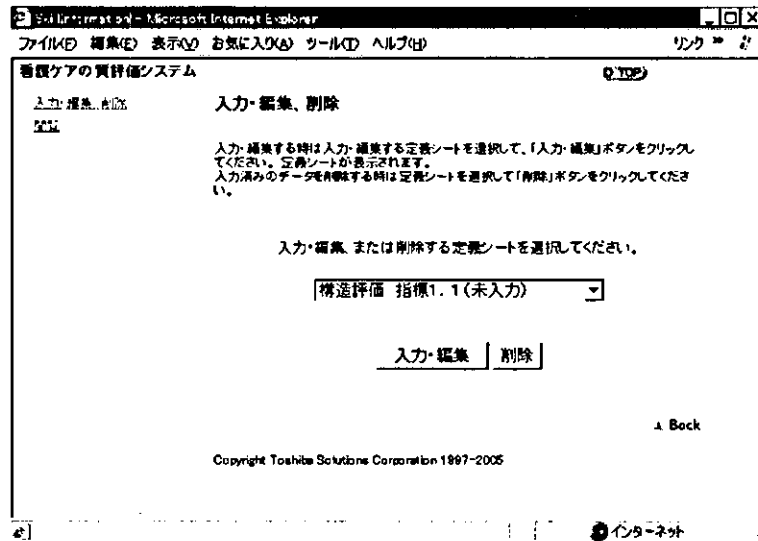 Microsoft Internet Explorer
ファイル(F) 編集(E) 表示(V) お気に入り(A) ツール(T) ヘルプ(H) リンク »
看護ケアの質評価システム
TOP)
入力・編集、削除
入力・編集、削除
閲覧
入力・編集する時は入力・編集する定義シートを選択して、「入力・編集」ボタンをクリックし
てください。定義シートが表示されます。
入力済みのデータを削除する時は定義シートを選択して「削除」ボタンをクリックしてくださ
い。
入力・編集、または削除する定義シートを選択してください。
構造評価 指標1.1(未入力)
入力・編集 削除
Back
Copyright Toshiba Solutions Corporation 1997-2005
インターネット